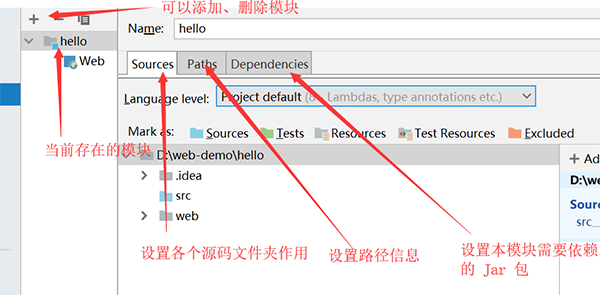 可以添加、删除模块
hello
Web
当前存在的模块
Name: hello
Sources Paths Dependencies
Language level: Project default (8 - Lambdas, type annotations etc.)
Mark as: Sources Tests Resources Test Resources Excluded
D:\web-demo\hello
.idea
src
web
+ Ad
D:\w
Sour
src
设置各个源码文件夹作用
设置路径信息
设置本模块需要依赖
的 Jar 包